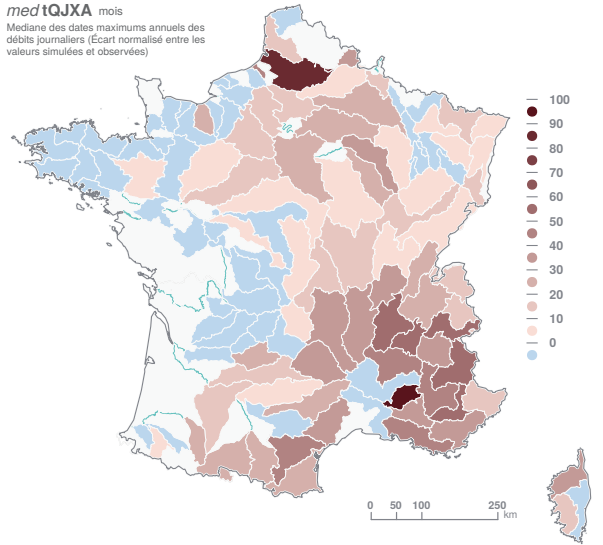 med tQJXA mois
Mediane des dates maximums annuels des
débits journaliers (Écart normalisé entre les
valeurs simulées et observées)
100
90
80
70
60
50
40
30
20
10
0
0 50 100 250
km